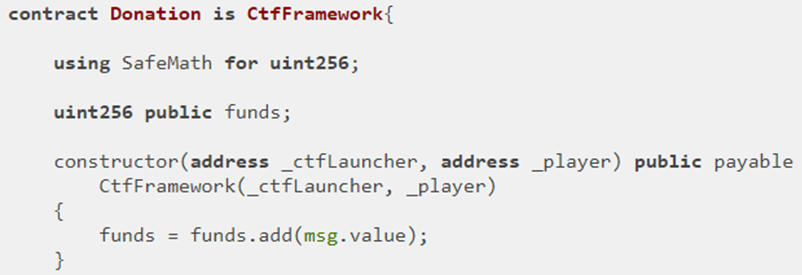 contract Donation is CtfFramework{
using SafeMath for uint256;
uint256 public funds;
constructor(address _ctfLauncher, address _player) public payable
CtfFramework(_ctfLauncher, _player)
{
funds = funds.add(msg.value);
}